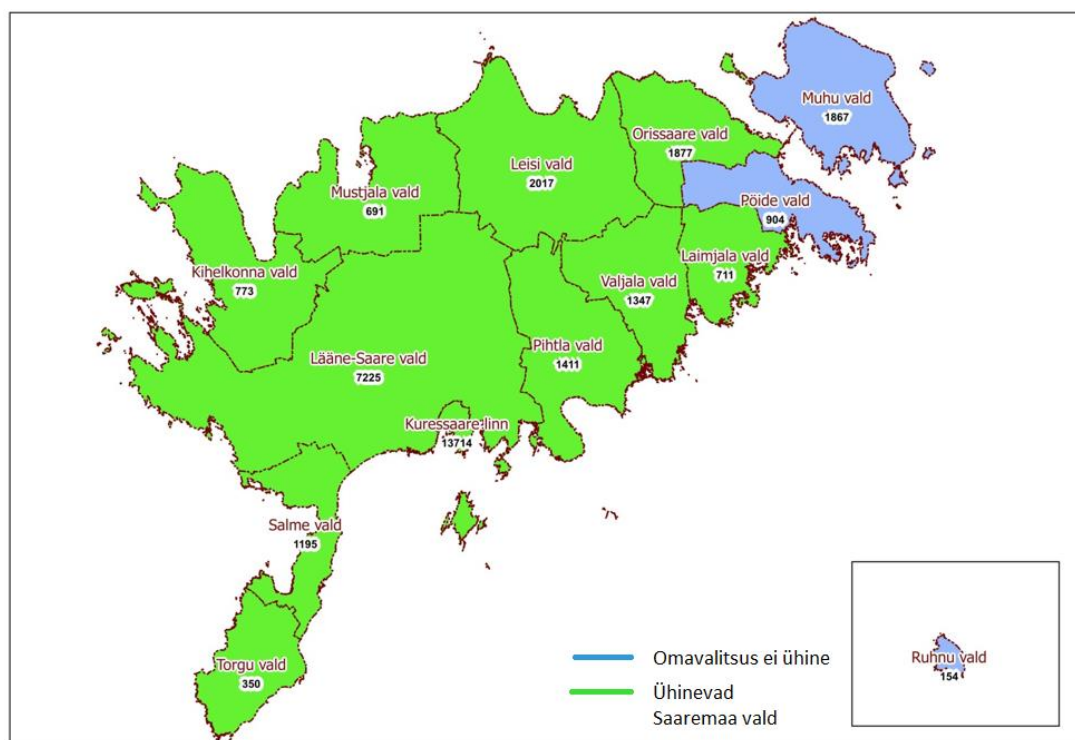 Muhu vald
1867
Orissaare vald
1877
Leisi vald
2017
Mustjala vald
691
Pöide vald
904
Laimjala vald
711
Kihelkonna vald
773
Valjala vald
1347
Pihtla vald
1411
Lääne-Saare vald
7225
Kuressaare linn
13714
Salme vald
1195
Torgu vald
350
Ruhnu vald
154
Omavalitsus ei ühine
Ühinevad
Saaremaa vald